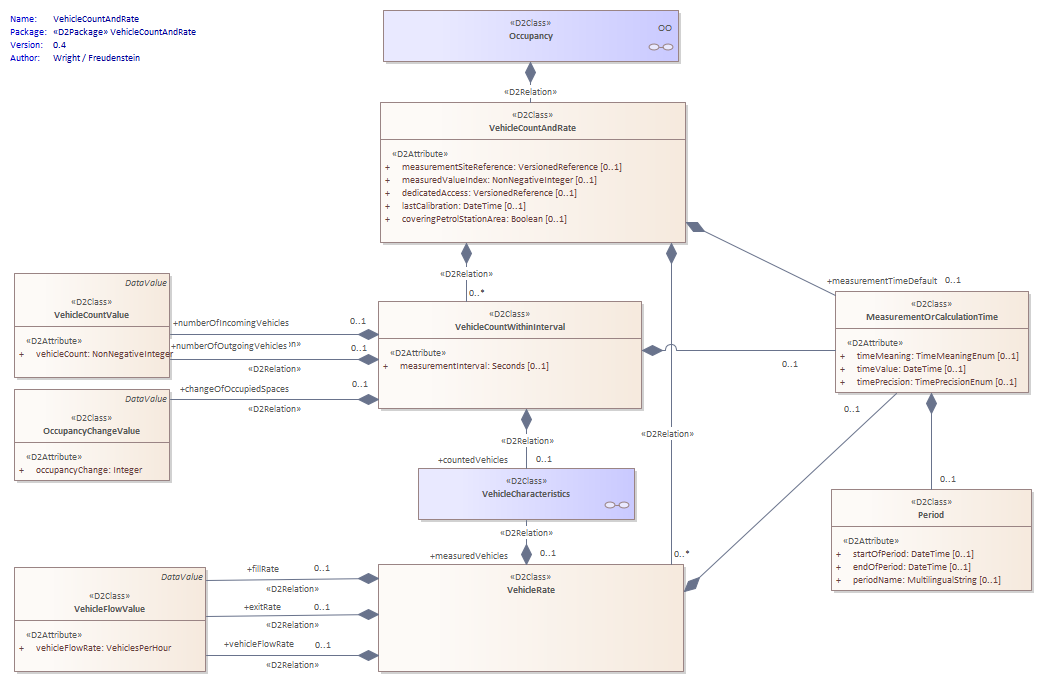 Name: VehicleCountAndRate
Package: «D2Package» VehicleCountAndRate
Version: 0.4
Author: Wright / Freudenstein
«D2Class»
Occupancy
«D2Relation»
«D2Class»
VehicleCountAndRate
«D2Attribute»
+ measurementSiteReference: VersionedReference [0..1]
+ measuredValueIndex: NonNegativeInteger [0..1]
+ dedicatedAccess: VersionedReference [0..1]
+ lastCalibration: DateTime [0..1]
+ coveringPetrolStationArea: Boolean [0..1]
«D2Relation»
0..*
+measurementTimeDefault 0..1
DataValue
«D2Class»
VehicleCountValue
«D2Attribute»
+ vehicleCount: NonNegativeInteger
+numberOfIncomingVehicles 0..1
+numberOfOutgoingVehicles 0..1
«D2Relation»
«D2Class»
VehicleCountWithinInterval
«D2Attribute»
+ measurementInterval: Seconds [0..1]
0..1
«D2Class»
MeasurementOrCalculationTime
«D2Attribute»
+ timeMeaning: TimeMeaningEnum [0..1]
+ timeValue: DateTime [0..1]
+ timePrecision: TimePrecisionEnum [0..1]
+changeOfOccupiedSpaces 0..1
«D2Relation»
DataValue
«D2Class»
OccupancyChangeValue
«D2Attribute»
+ occupancyChange: Integer
«D2Relation»
+countedVehicles 0..1
«D2Relation»
0..1
0..1
«D2Class»
VehicleCharacteristics
«D2Class»
Period
«D2Attribute»
+ startOfPeriod: DateTime [0..1]
+ endOfPeriod: DateTime [0..1]
+ periodName: MultilingualString [0..1]
«D2Relation»
+measuredVehicles 0..1
0..*
DataValue
«D2Class»
VehicleFlowValue
«D2Attribute»
+ vehicleFlowRate: VehiclesPerHour
+fillRate 0..1
«D2Relation»
+exitRate 0..1
«D2Relation»
+vehicleFlowRate 0..1
«D2Relation»
«D2Class»
VehicleRate